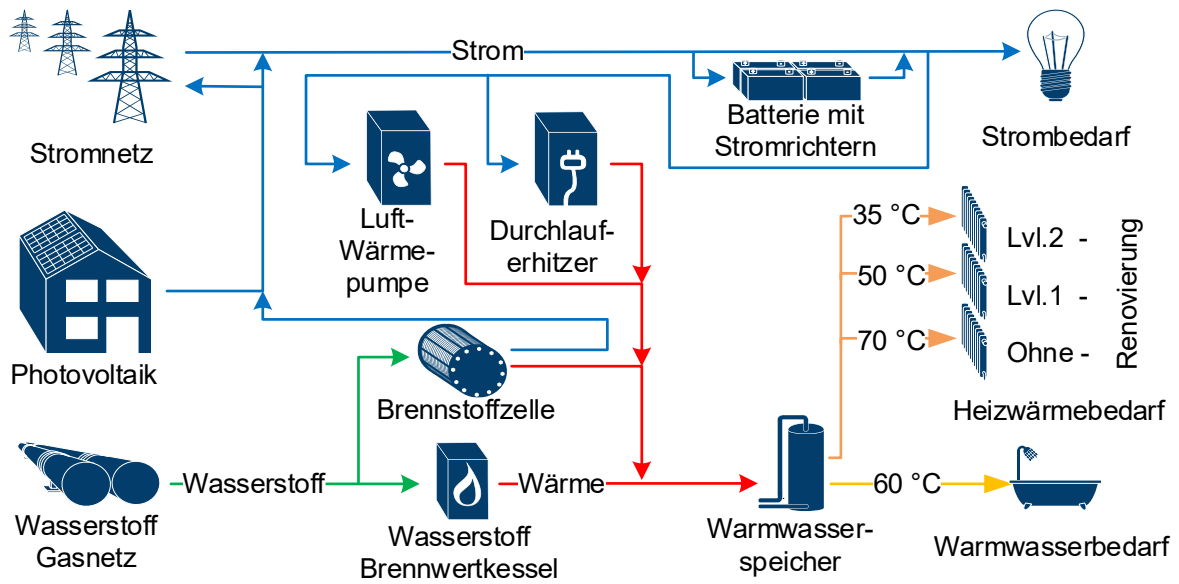 Strom
Stromnetz
Batterie mit
Stromrichtern
Strombedarf
Luft-
Wärme-
pumpe
Durchlauf-
erhitzer
35 °C
Lvl.2 -
50 °C
Lvl.1 -
70 °C
Ohne -
Renovierung
Photovoltaik
Brennstoffzelle
Heizwärmebedarf
Wasserstoff
Wärme
60 °C
Wasserstoff
Gasnetz
Wasserstoff
Brennwertkessel
Warmwasser-
speicher
Warmwasserbedarf